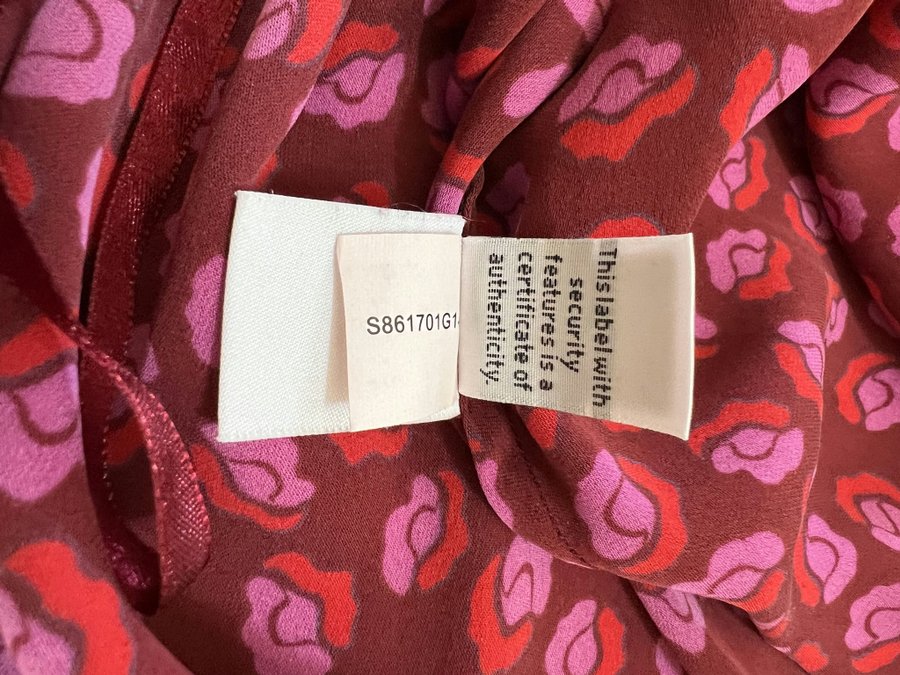 S861701G1
This label with
security
features is a
certificate of
authenticity.